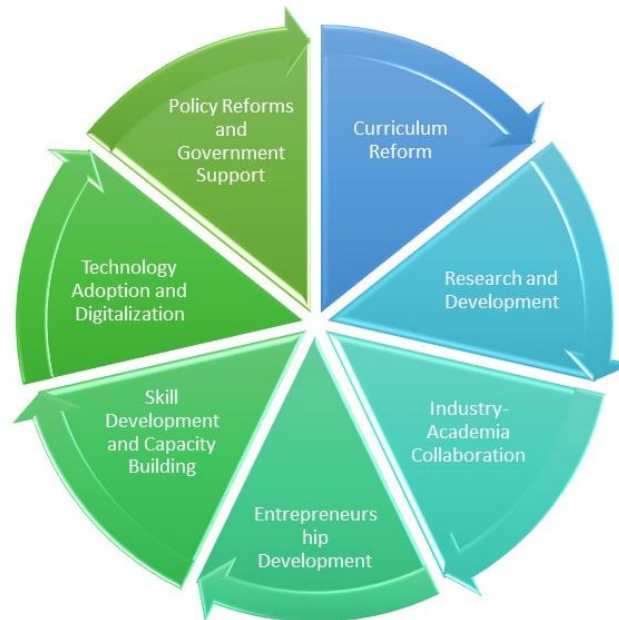 Curriculum
Reform
Research and
Development
Industry-
Academia
Collaboration
Entrepreneurs
hip
Development
Skill
Development
and Capacity
Building
Technology
Adoption and
Digitalization
Policy Reforms
and
Government
Support